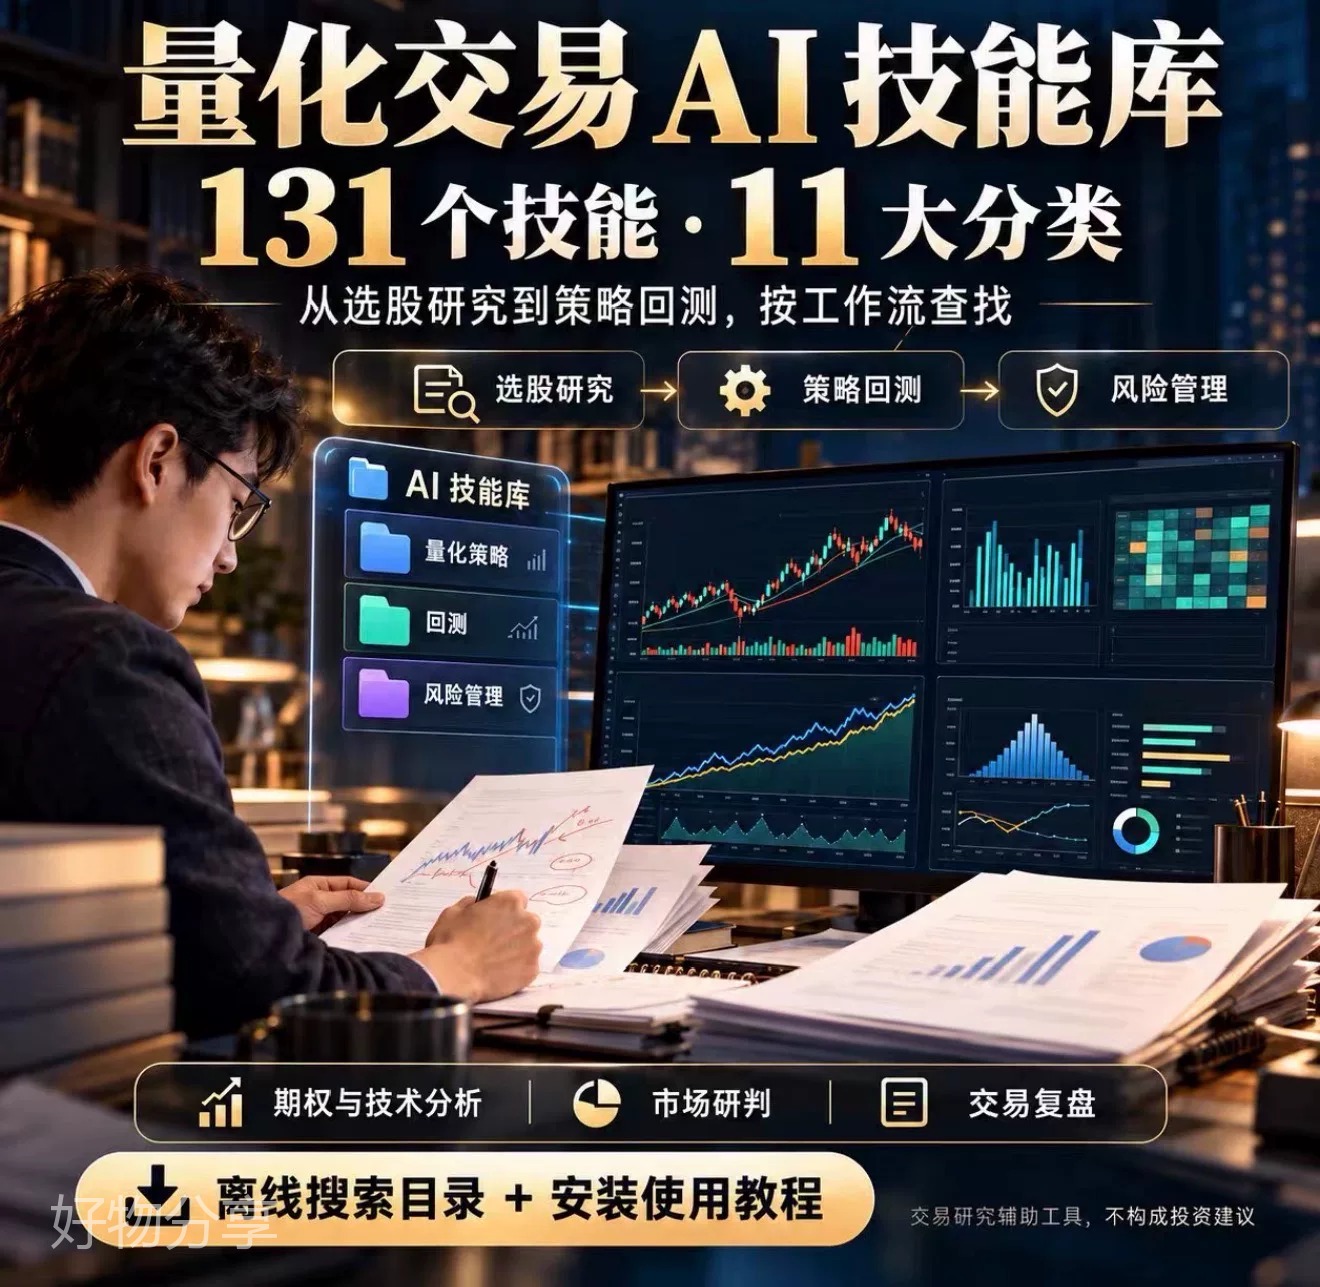 量化交易AI技能库
131个技能·11大分类
从选股研究到策略回测，按工作流查找
选股研究
策略回测
风险管理
AI 技能库
量化策略
回测
风险管理
期权与技术分析
市场研判
交易复盘
离线搜索目录 + 安装使用教程
好物分享
交易研究辅助工具，不构成投资建议